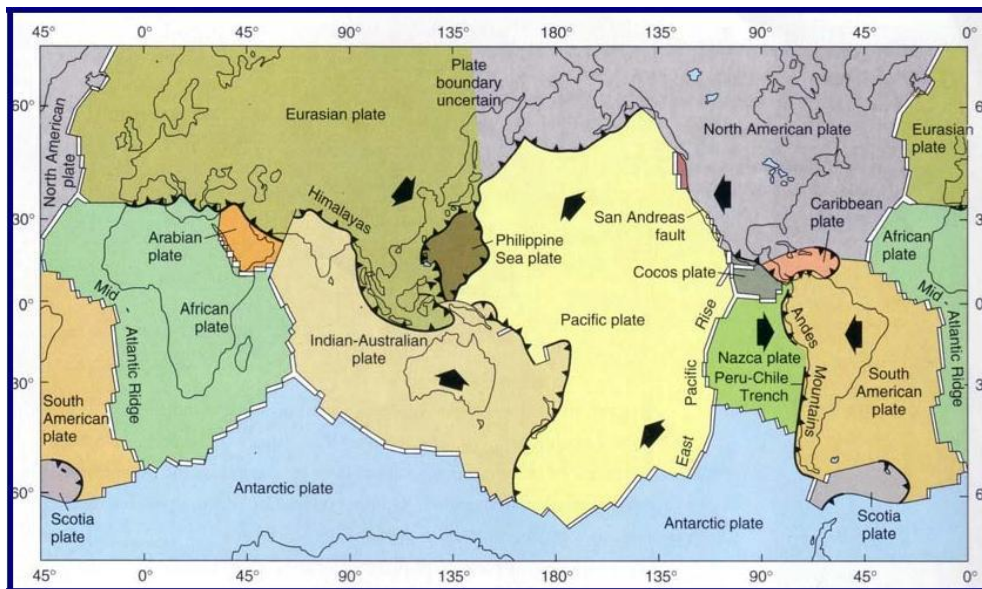 45° 0° 45° 90° 135° 180° 135° 90° 45° 0°
Plate
boundary
uncertain
Eurasian plate
North American plate
60°
North American
plate
Eurasian
plate
Himalayas
30°
San Andreas
fault
Caribbean
plate
3
Arabian
plate
Philippine
Sea plate
African
plate
Cocos plate
Mid
Atlantic Ridge
African
plate
0°
Indian-Australian
plate
Pacific plate
East Pacific Rise
Nazca plate
Peru-Chile
Trench
Andes
Mountains
0
Mid
Atlantic Ridge
30°
South
American
plate
South
American
plate
3
Antarctic plate
Antarctic plate
60°
6
Scotia
plate
Scotia
plate
45° 0° 45° 90° 135° 180° 135° 90° 45° 0°